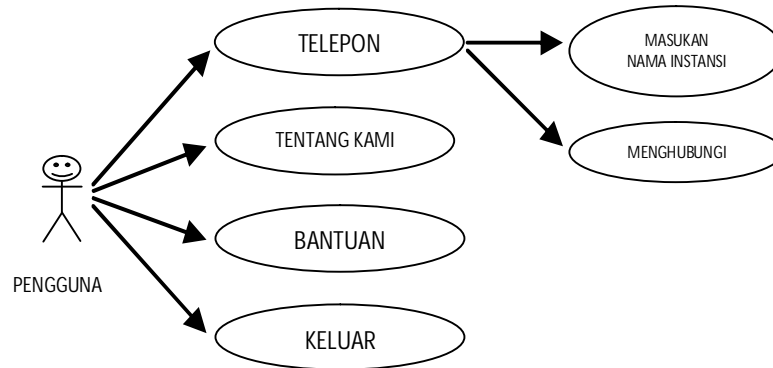 TELEPON
MASUKAN
NAMA INSTANSI
TENTANG KAMI
MENGHUBUNGI
BANTUAN
PENGGUNA
KELUAR